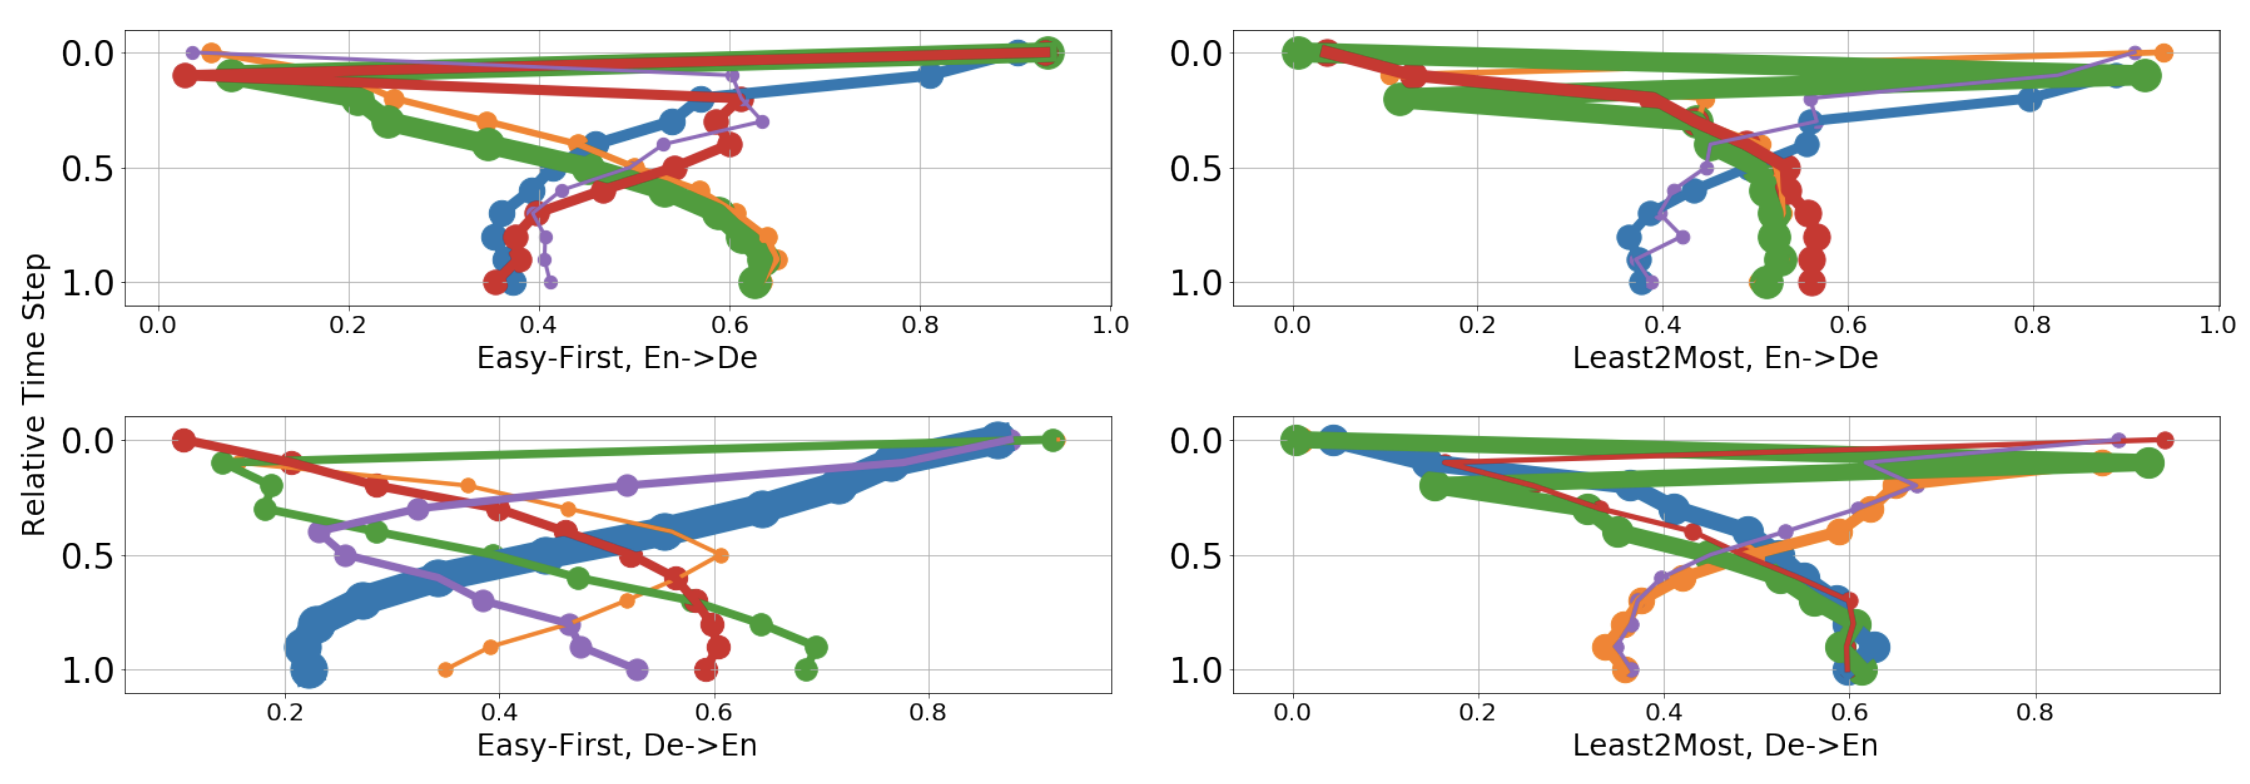 Relative Time Step
0.0
0.5
1.0
0.0 0.2 0.4 0.6 0.8 1.0
Easy-First, En->De
0.0
0.5
1.0
0.0 0.2 0.4 0.6 0.8 1.0
Least2Most, En->De
0.0
0.5
1.0
0.2 0.4 0.6 0.8
Easy-First, De->En
0.0
0.5
1.0
0.0 0.2 0.4 0.6 0.8
Least2Most, De->En